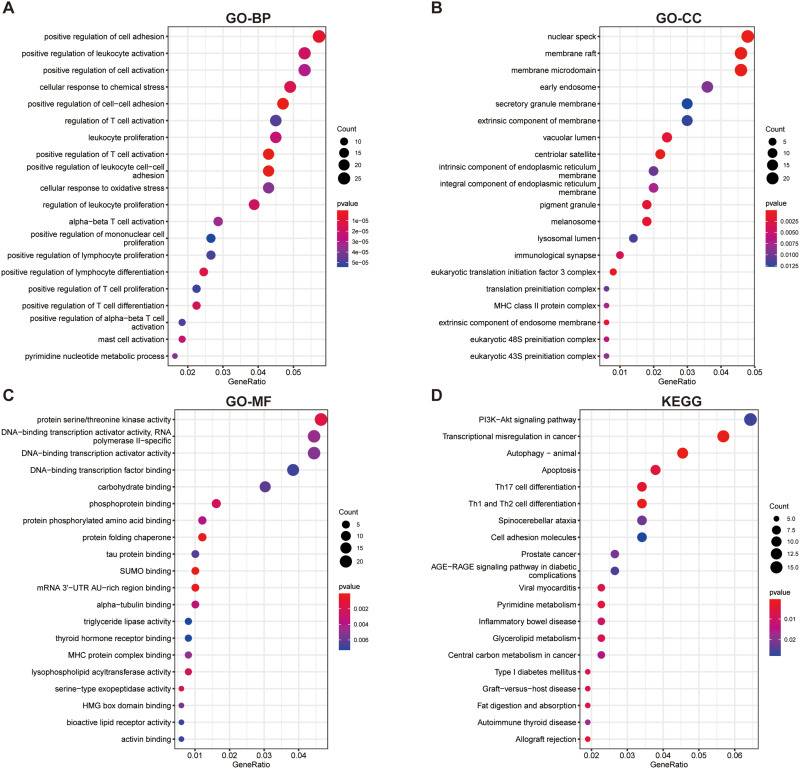 A
GO-BP
positive regulation of cell adhesion
positive regulation of leukocyte activation
positive regulation of cell activation
cellular response to chemical stress
positive regulation of cell-cell adhesion
regulation of T cell activation
leukocyte proliferation
positive regulation of T cell activation
positive regulation of leukocyte cell-cell
adhesion
cellular response to oxidative stress
regulation of leukocyte proliferation
alpha-beta T cell activation
positive regulation of mononuclear cell
proliferation
positive regulation of lymphocyte proliferation
positive regulation of lymphocyte differentiation
positive regulation of T cell proliferation
positive regulation of T cell differentiation
positive regulation of alpha-beta T cell
activation
mast cell activation
pyrimidine nucleotide metabolic process
0.02 0.03 0.04 0.05
GeneRatio
Count
10
15
20
25
pvalue
1e-05
2e-05
3e-05
4e-05
5e-05
B
GO-CC
nuclear speck
membrane raft
membrane microdomain
early endosome
secretory granule membrane
extrinsic component of membrane
vacuolar lumen
centriolar satellite
intrinsic component of endoplasmic reticulum
membrane
integral component of endoplasmic reticulum
membrane
pigment granule
melanosome
lysosomal lumen
immunological synapse
eukaryotic translation initiation factor 3 complex
translation preinitiation complex
MHC class II protein complex
extrinsic component of endosome membrane
eukaryotic 48S preinitiation complex
eukaryotic 43S preinitiation complex
0.01 0.02 0.03 0.04 0.05
GeneRatio
Count
5
10
15
20
pvalue
0.0025
0.0050
0.0075
0.0100
0.0125
C
GO-MF
protein serine/threonine kinase activity
DNA-binding transcription activator activity, RNA
polymerase II-specific
DNA-binding transcription activator activity
DNA-binding transcription factor binding
carbohydrate binding
phosphoprotein binding
protein phosphorylated amino acid binding
protein folding chaperone
tau protein binding
SUMO binding
mRNA 3'-UTR AU-rich region binding
alpha-tubulin binding
triglyceride lipase activity
thyroid hormone receptor binding
MHC protein complex binding
lysophospholipid acyltransferase activity
serine-type exopeptidase activity
HMG box domain binding
bioactive lipid receptor activity
activin binding
0.01 0.02 0.03 0.04
GeneRatio
Count
5
10
15
20
pvalue
0.002
0.004
0.006
D
KEGG
PI3K-Akt signaling pathway
Transcriptional misregulation in cancer
Autophagy - animal
Apoptosis
Th17 cell differentiation
Th1 and Th2 cell differentiation
Spinocerebellar ataxia
Cell adhesion molecules
Prostate cancer
AGE-RAGE signaling pathway in diabetic
complications
Viral myocarditis
Pyrimidine metabolism
Inflammatory bowel disease
Glycerolipid metabolism
Central carbon metabolism in cancer
Type I diabetes mellitus
Graft-versus-host disease
Fat digestion and absorption
Autoimmune thyroid disease
Allograft rejection
0.02 0.03 0.04 0.05 0.06
GeneRatio
Count
5.0
7.5
10.0
12.5
15.0
pvalue
0.01
0.02